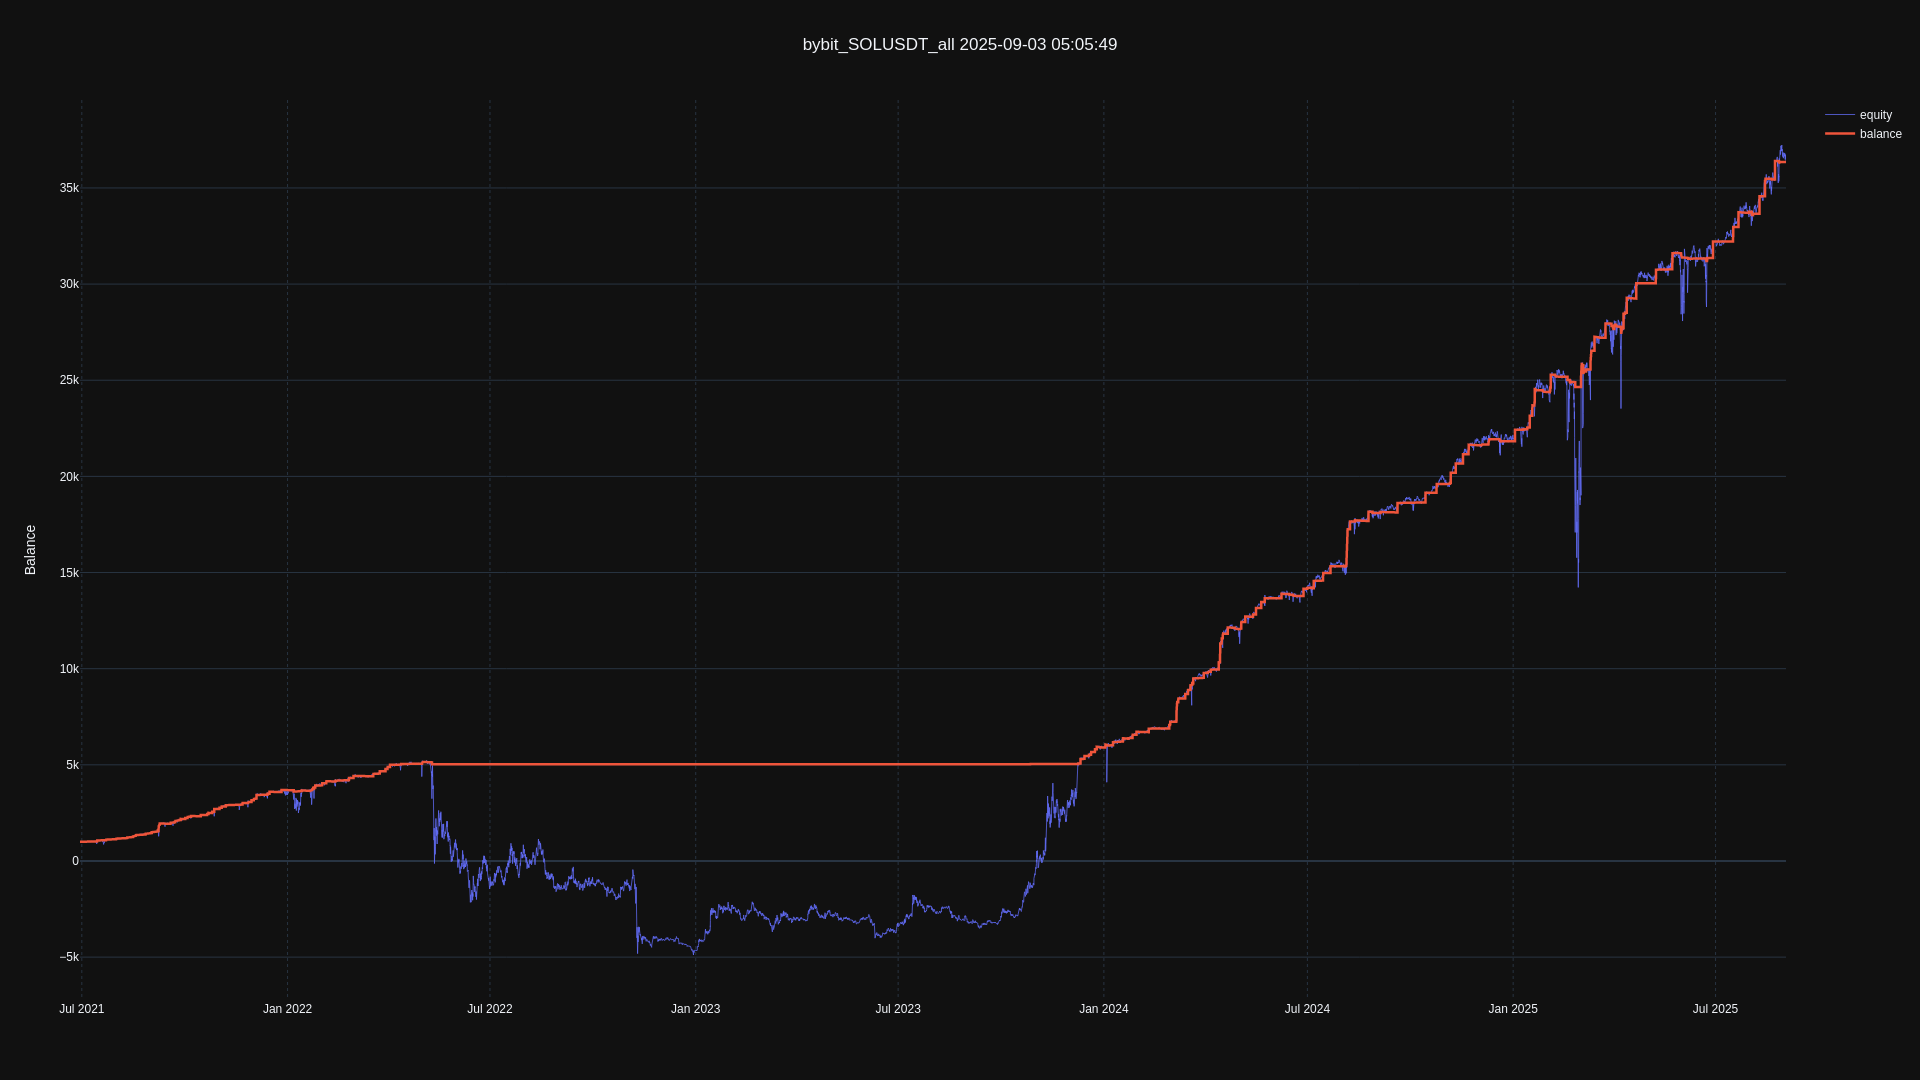 bybit_SOLUSDT_all 2025-09-03 05:05:49
equity
balance
35k
30k
25k
20k
15k
10k
5k
0
−5k
Balance
Jul 2021
Jan 2022
Jul 2022
Jan 2023
Jul 2023
Jan 2024
Jul 2024
Jan 2025
Jul 2025